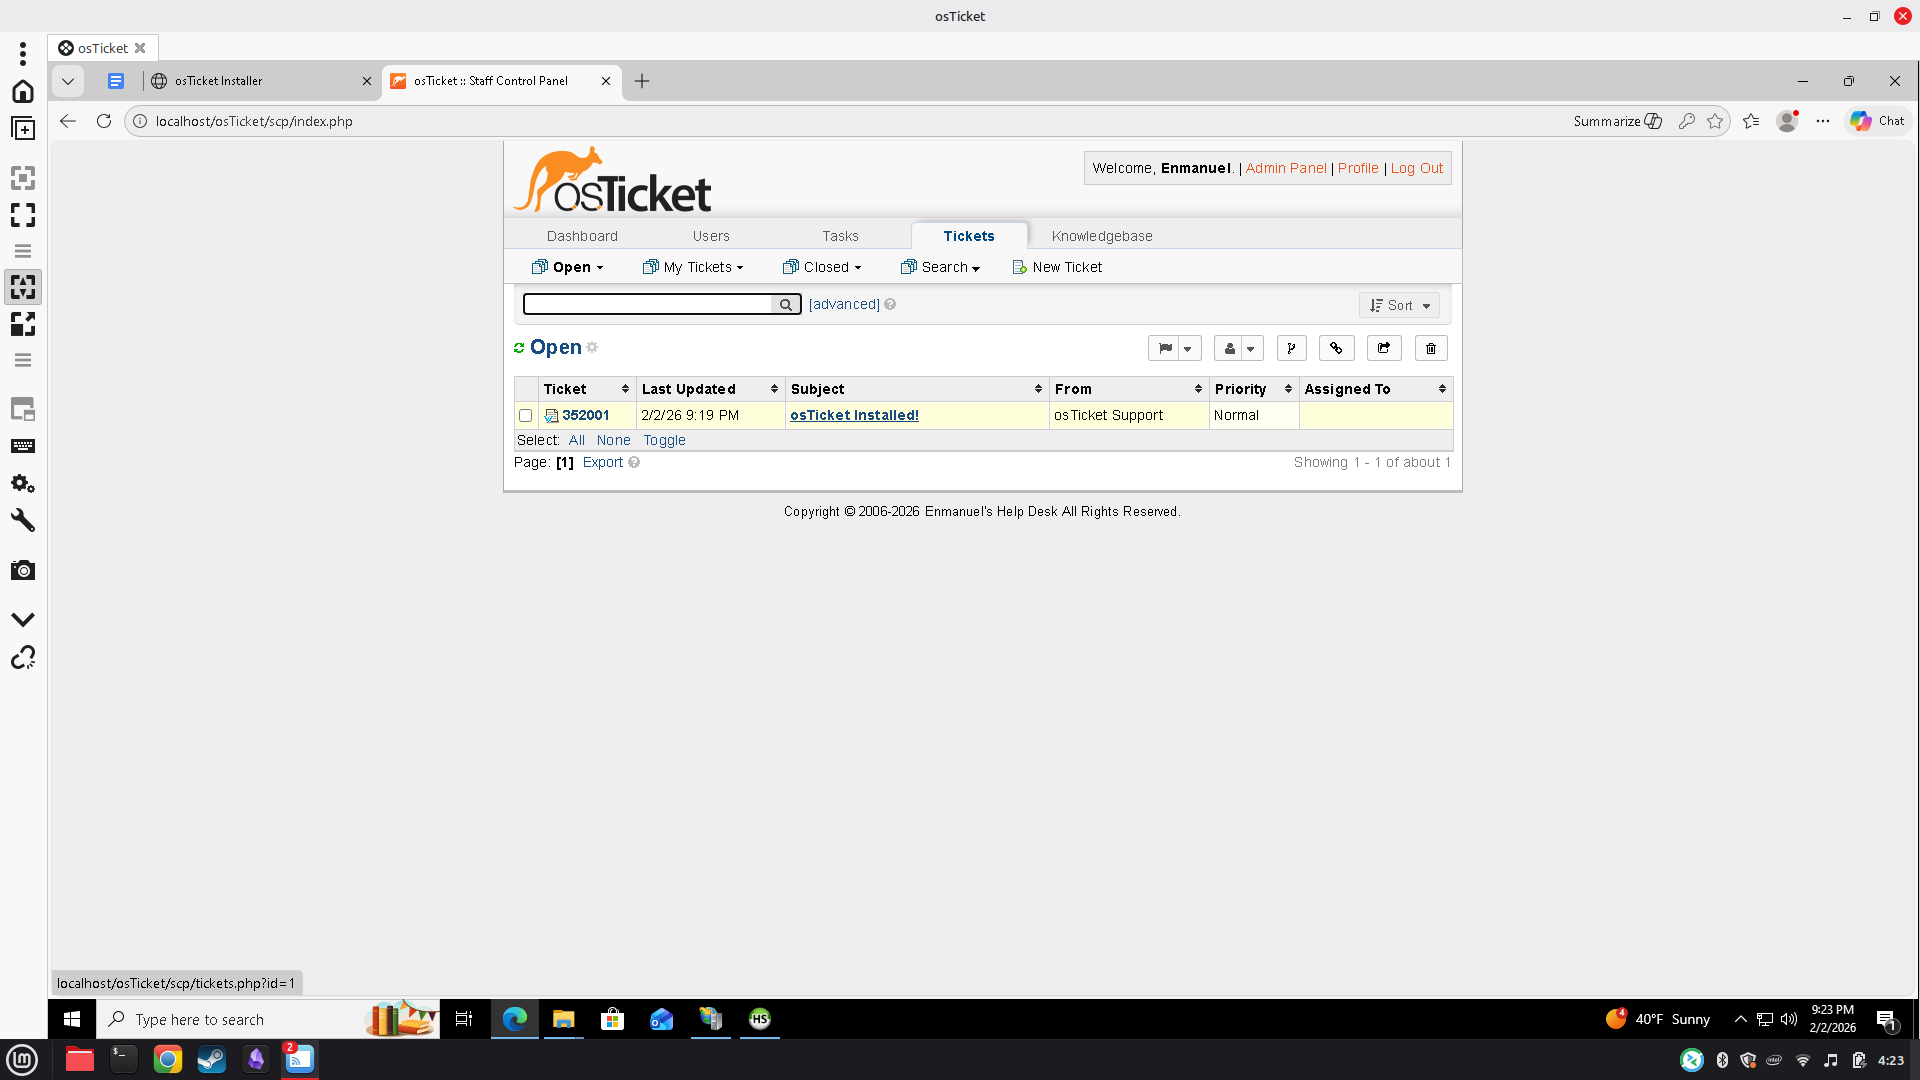 osTicket
osTicket
osTicket Installer
osTicket :: Staff Control Panel
localhost/osTicket/scp/index.php
Summarize
Chat
osTicket
Welcome, Enmanuel. | Admin Panel | Profile | Log Out
Dashboard Users Tasks Tickets Knowledgebase
Open My Tickets Closed Search New Ticket
[advanced]
Sort
Open
Ticket Last Updated Subject From Priority Assigned To
352001 2/2/26 9:19 PM osTicket Installed! osTicket Support Normal
Select: All None Toggle
Page: [1] Export
Showing 1 - 1 of about 1
Copyright © 2006-2026 Enmanuel's Help Desk All Rights Reserved.
localhost/osTicket/scp/tickets.php?id=1
Type here to search
HS
4
40°F Sunny
9:23 PM
2/2/2026
1
2
4:23